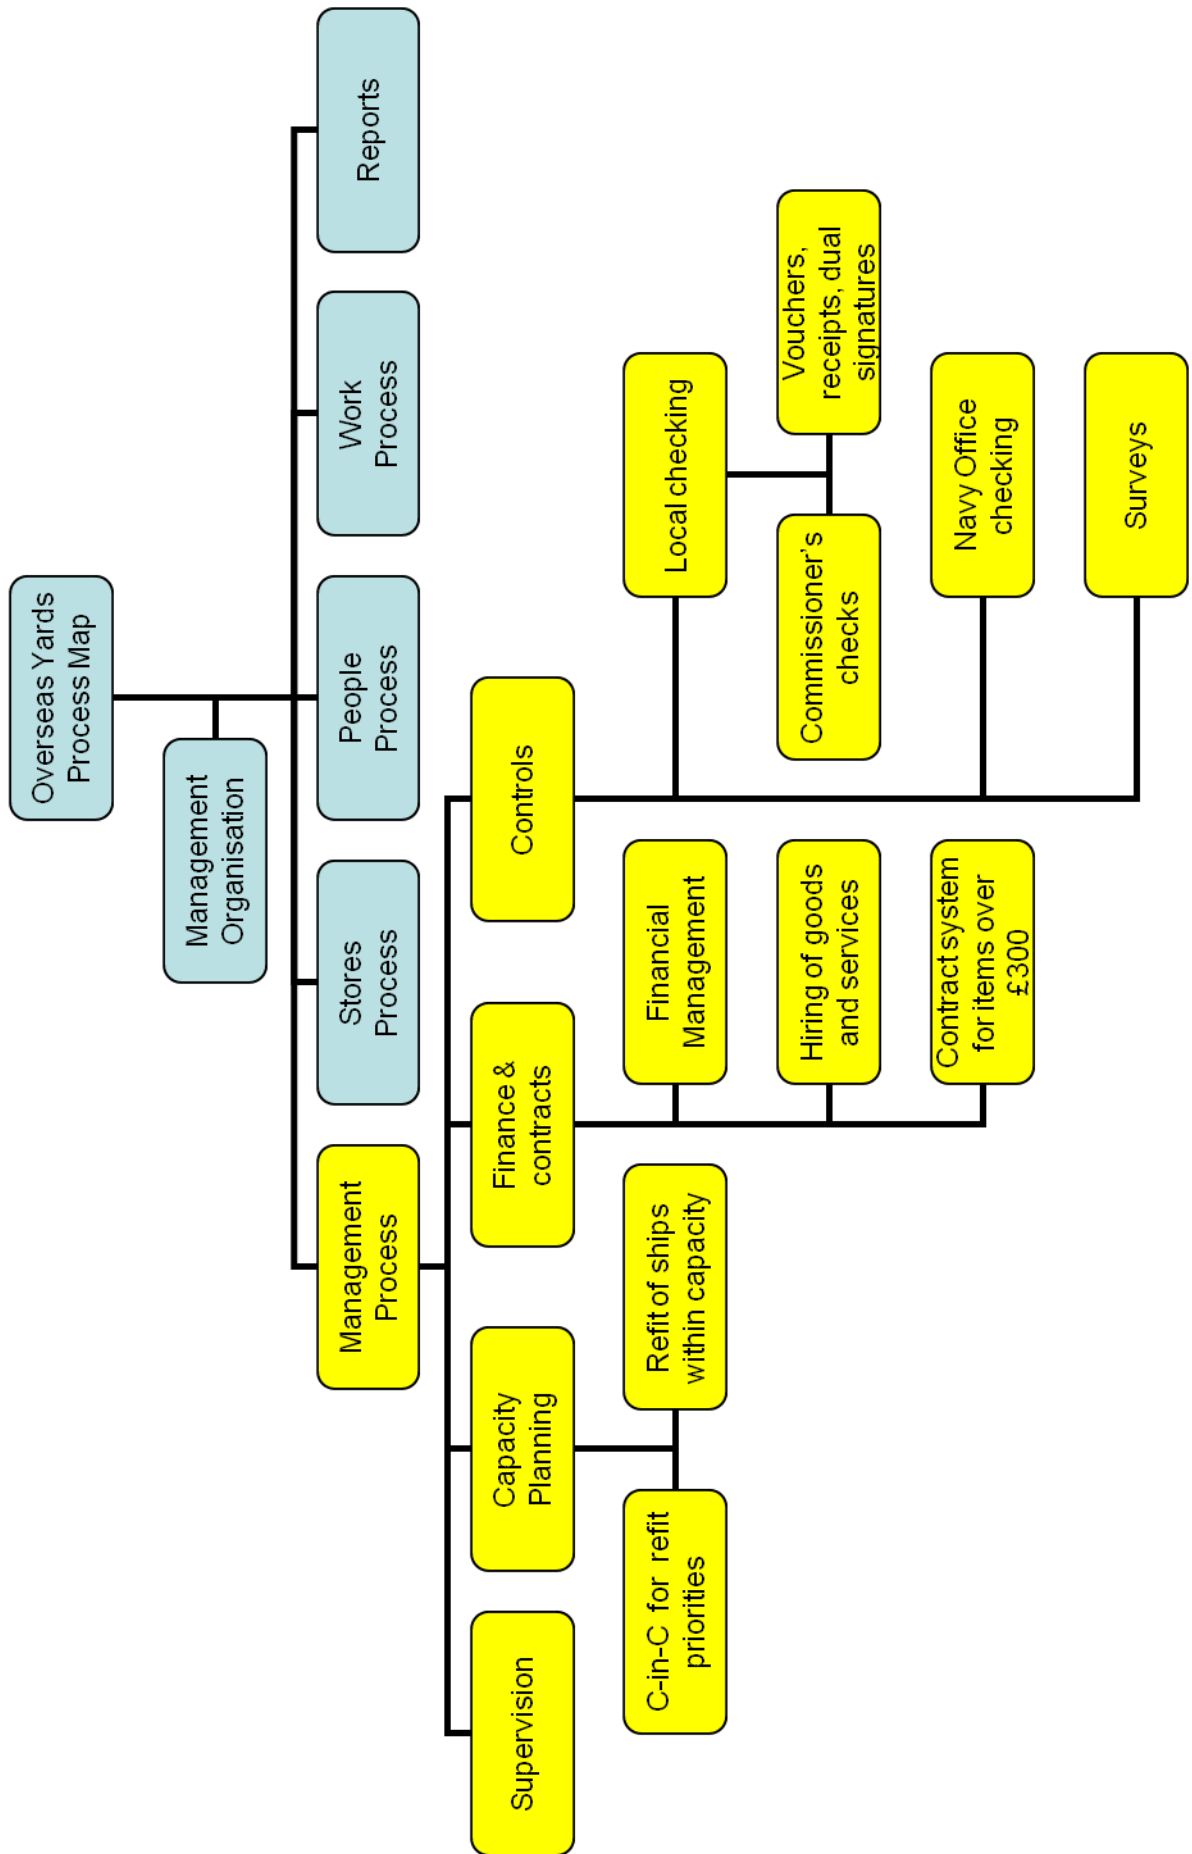 Overseas Yards
Process Map
Management
Organisation
Management
Process
Stores
Process
People
Process
Work
Process
Reports
Supervision
Capacity
Planning
Finance &
contracts
Controls
C-in-C for refit
priorities
Refit of ships
within capacity
Financial
Management
Hiring of goods
and services
Contract system
for items over
£300
Local checking
Commissioner's
checks
Vouchers,
receipts, dual
signatures
Navy Office
checking
Surveys